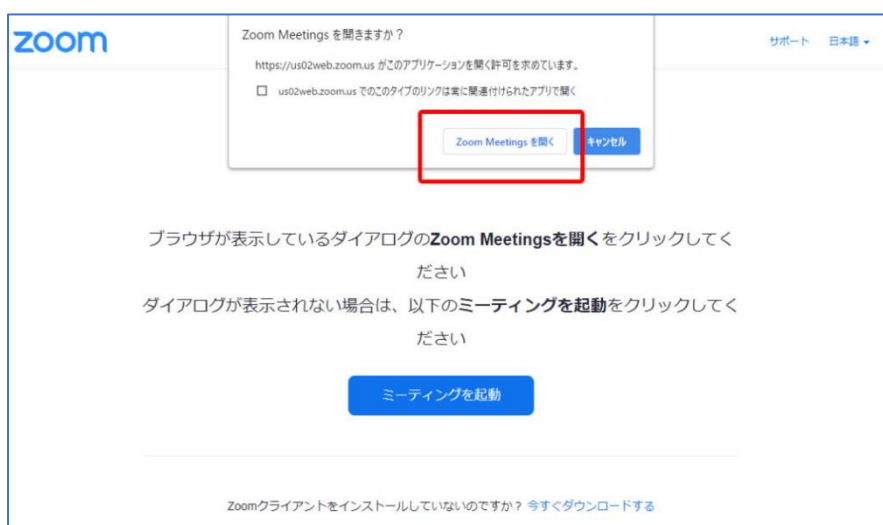 zoom
サポート 日本語
Zoom Meetings を開きますか？
https://us02web.zoom.us がこのアプリケーションを開く許可を求めています。
us02web.zoom.us でのこのタイプのリンクは常に関連付けられたアプリで開く
Zoom Meetings を開く キャンセル
ブラウザが表示しているダイアログのZoom Meetingsを開くをクリックしてく
ださい
ダイアログが表示されない場合は、以下のミーティングを起動をクリックしてく
ださい
ミーティングを起動
Zoomクライアントをインストールしていないのですか？ 今すぐダウンロードする